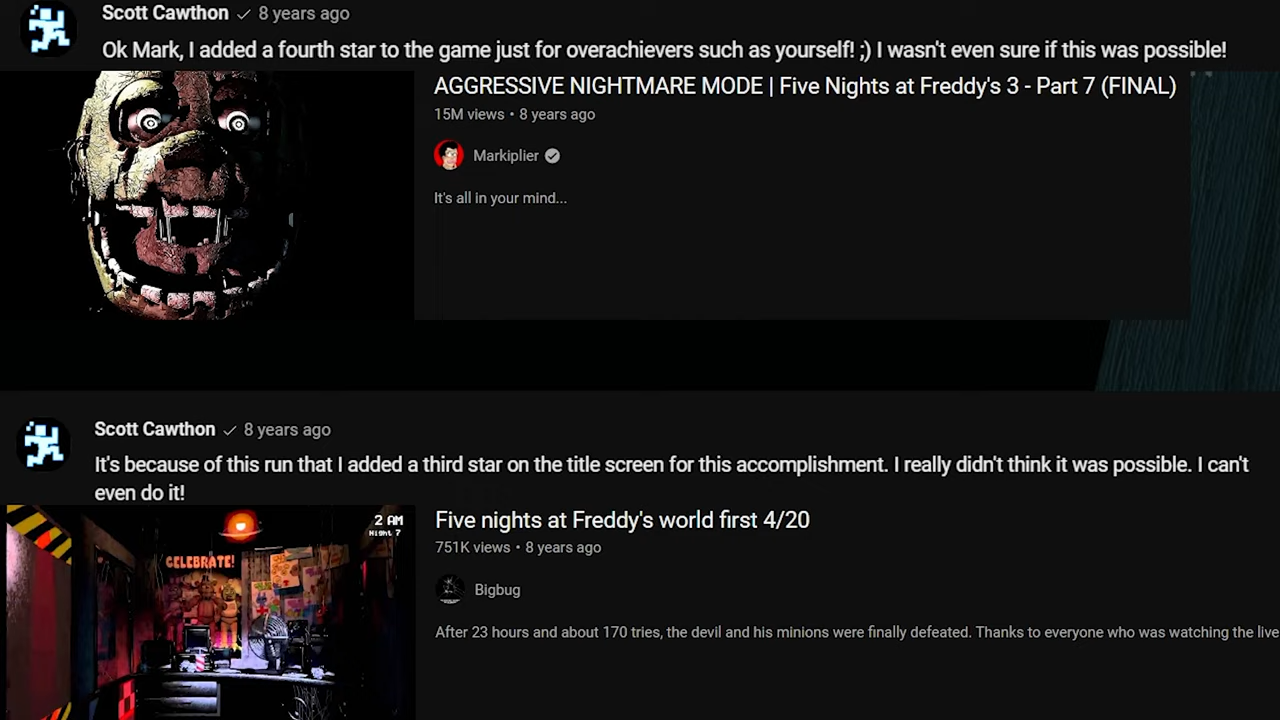 Scott Cawthon ✓ 8 years ago
Ok Mark, I added a fourth star to the game just for overachievers such as yourself! ;) I wasn't even sure if this was possible!
AGGRESSIVE NIGHTMARE MODE | Five Nights at Freddy's 3 - Part 7 (FINAL)
15M views • 8 years ago
Markiplier
It's all in your mind...
Scott Cawthon ✓ 8 years ago
It's because of this run that I added a third star on the title screen for this accomplishment. I really didn't think it was possible. I can't
even do it!
2 AM
Night 7
CELEBRATE!
Five nights at Freddy's world first 4/20
751K views • 8 years ago
Bigbug
After 23 hours and about 170 tries, the devil and his minions were finally defeated. Thanks to everyone who was watching the live